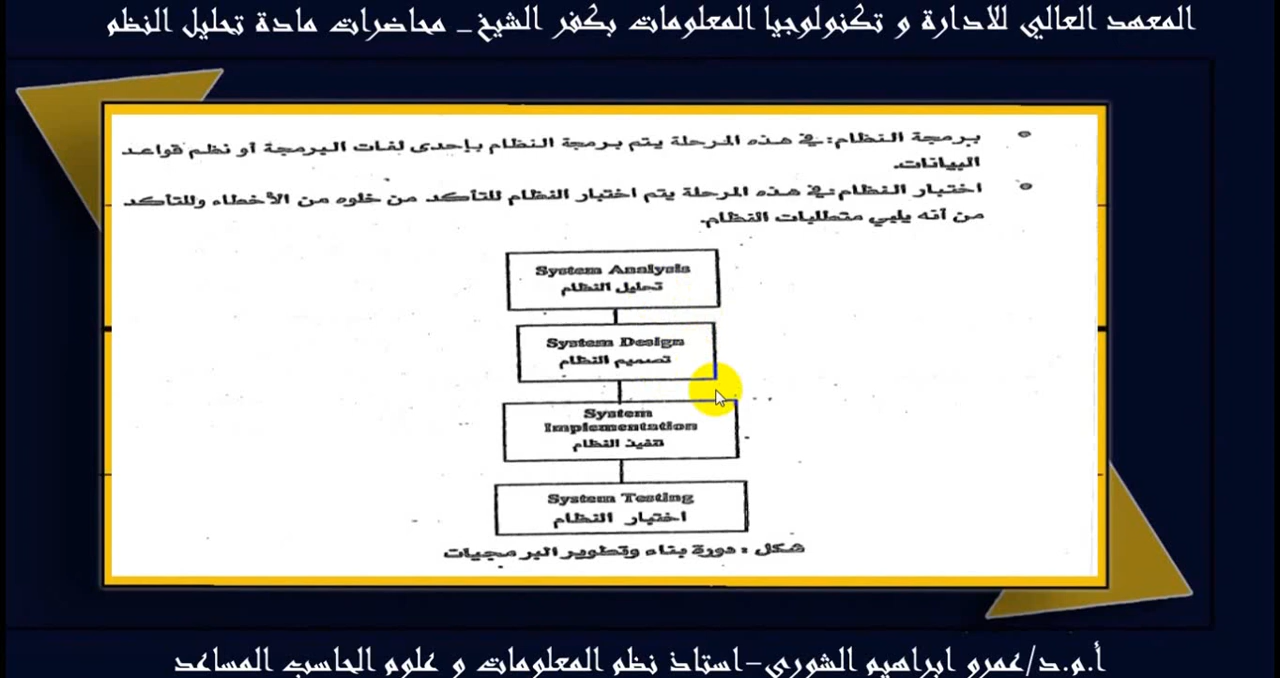 المعهد العالي للادارة و تكنولوجيا المعلومات بكفر الشيخ_ محاضرات مادة تحليل النظم
• برمجة النظام: في هذه المرحلة يتم برمجة النظام بإحدى لغات البرمجة أو نظم قواعد
البيانات.
• اختبار النظام: في هذه المرحلة يتم اختبار النظام للتأكد من خلوه من الأخطاء وللتأكد
من أنه يلبي متطلبات النظام.
System Analysis
تحليل النظام
System Design
تصميم النظام
System
Implementation
تنفيذ النظام
System Testing
اختبار النظام
شكل : دورة بناء وتطوير البرمجيات
أ.م.د/عمرو ابراهيم الشورى-استاذ نظم المعلومات و علوم الحاسب المساعد